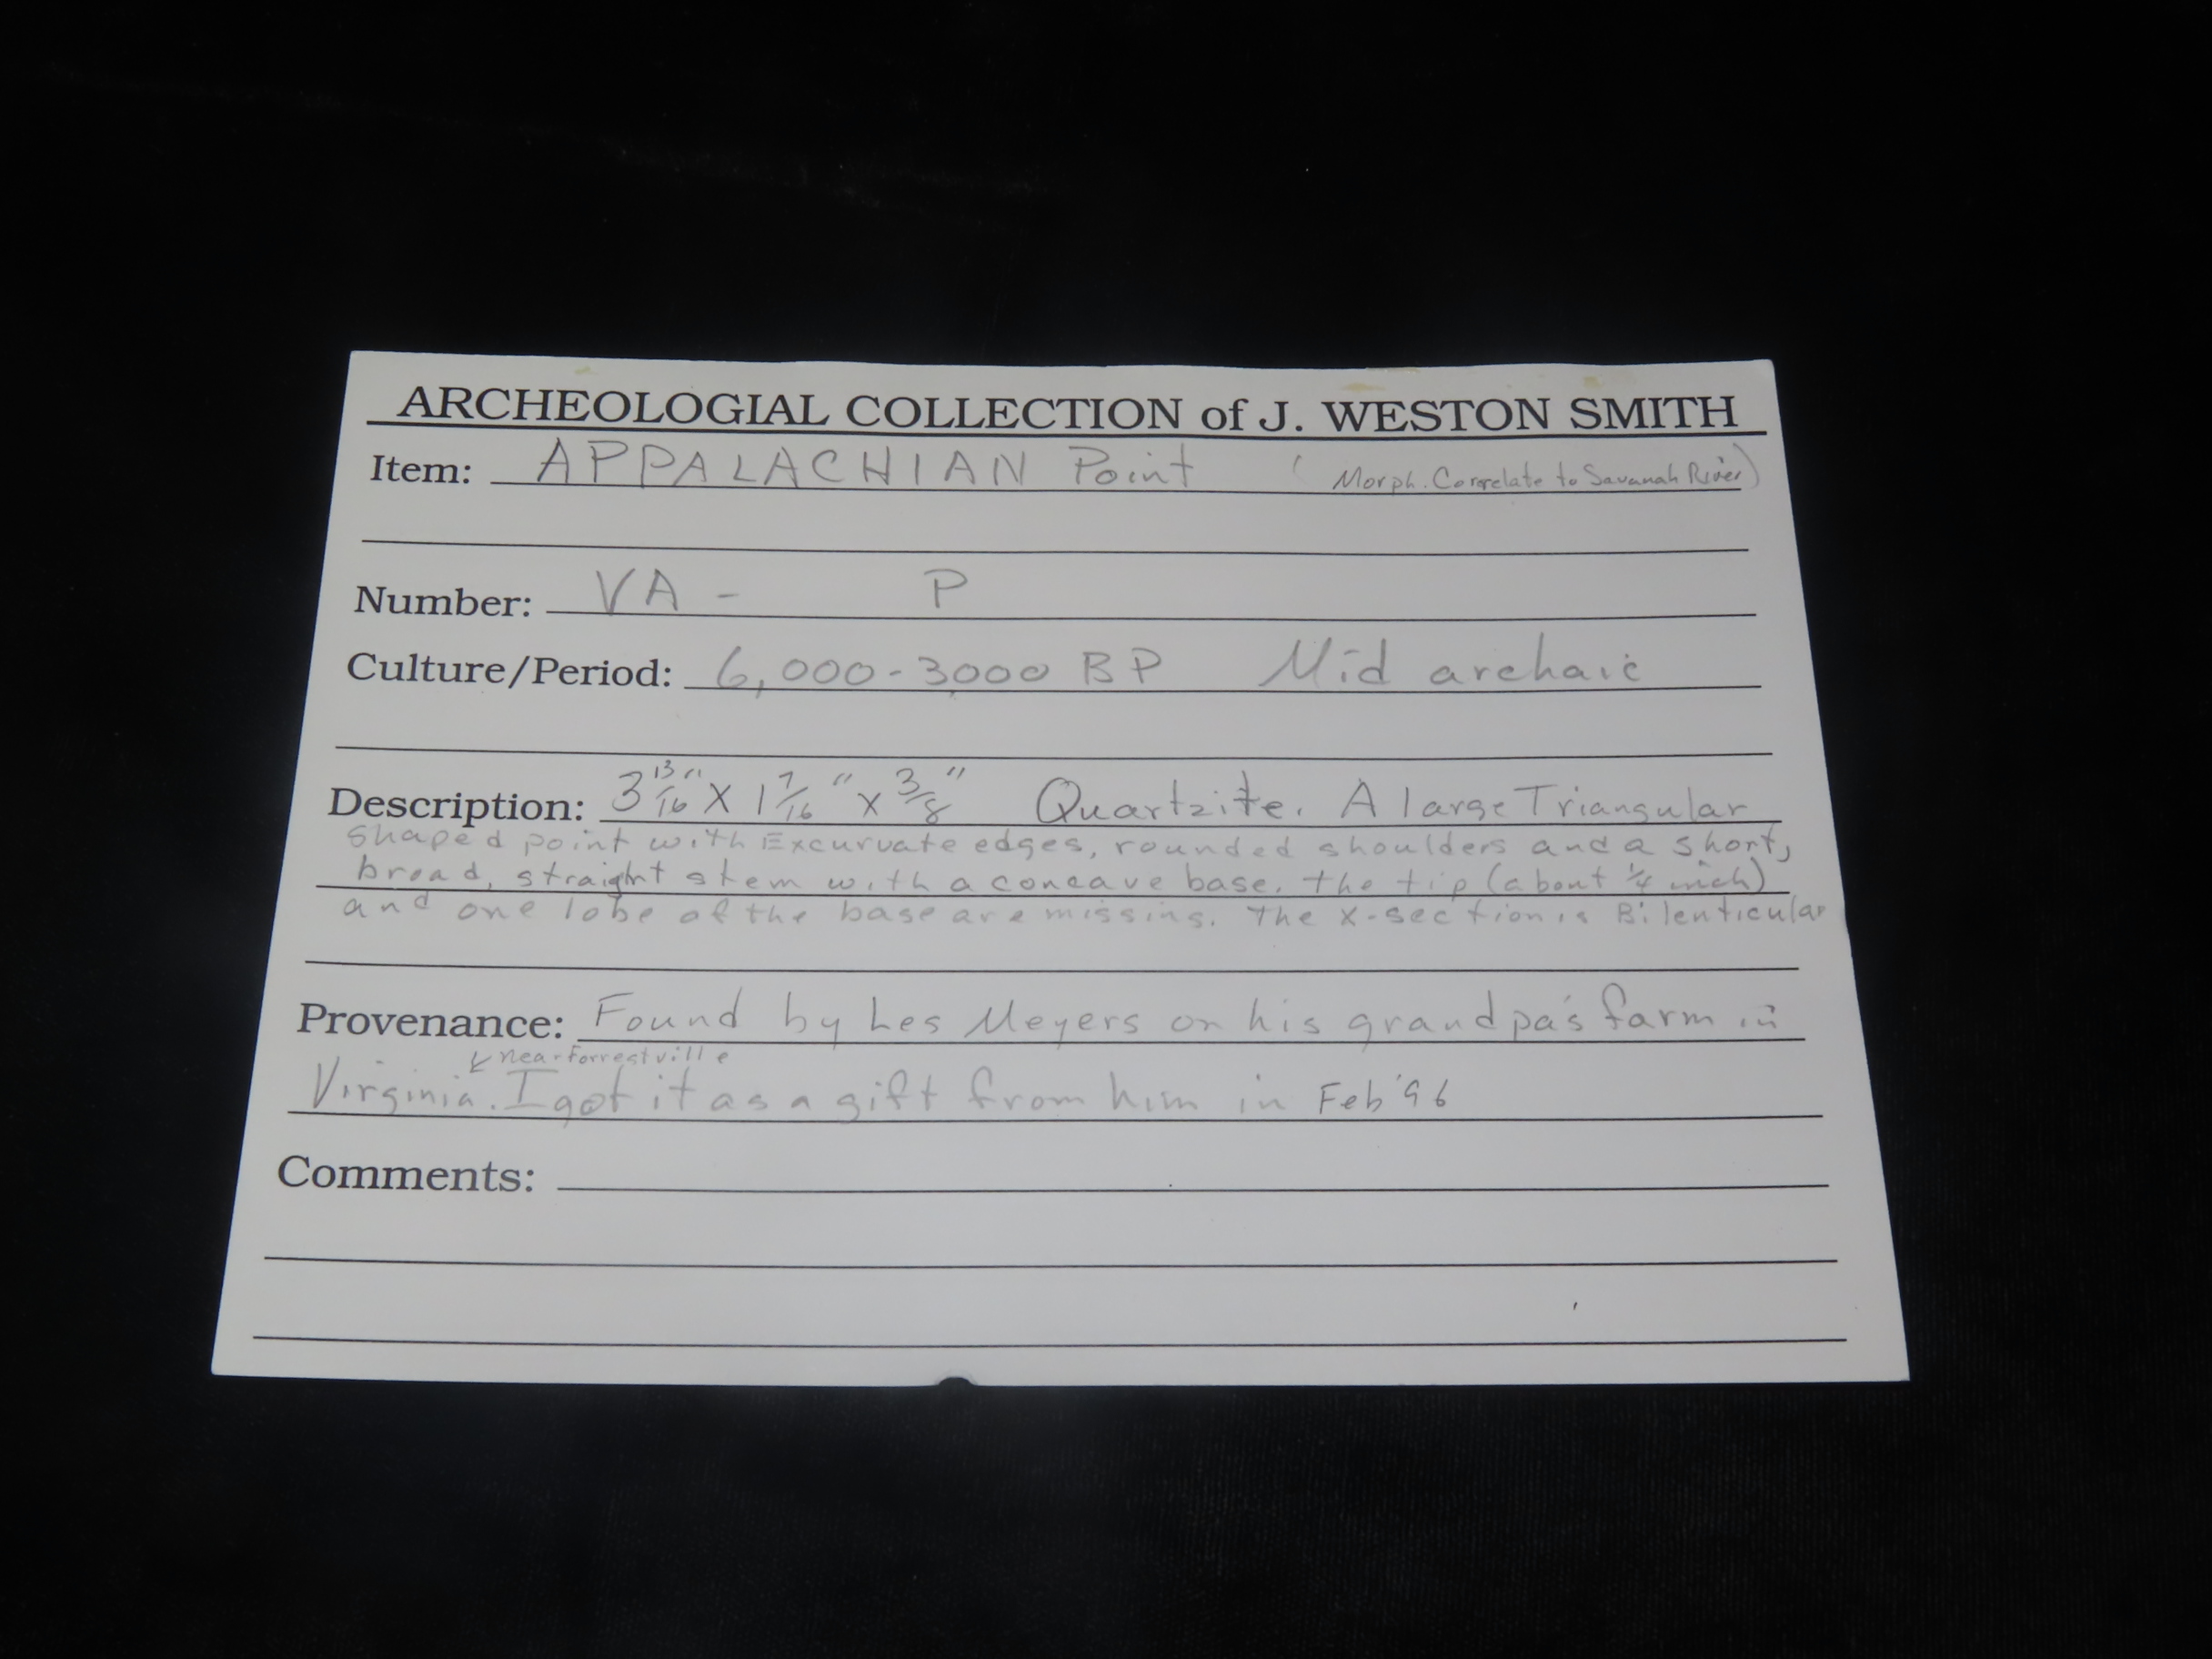 ARCHEOLOGIAL COLLECTION of J. WESTON SMITH
Item: APPALACHIAN Point (Morph. Correlate to Savanah River)
Number: VA - P
Culture/Period: 6,000-3000 BP Mid archaic
Description: 3 13/16" X 1 7/16" x 3/8" Quartzite. A large Triangular
shaped point with Excurvate edges, rounded shoulders and a short,
broad, straight stem with a concave base. The tip (about 1/4 inch)
and one lobe of the base are missing. The x-section is Bilenticular
Provenance: Found by Les Meyers on his grandpa's farm in
near Forrestville
Virginia. I got it as a gift from him in Feb '96
Comments: